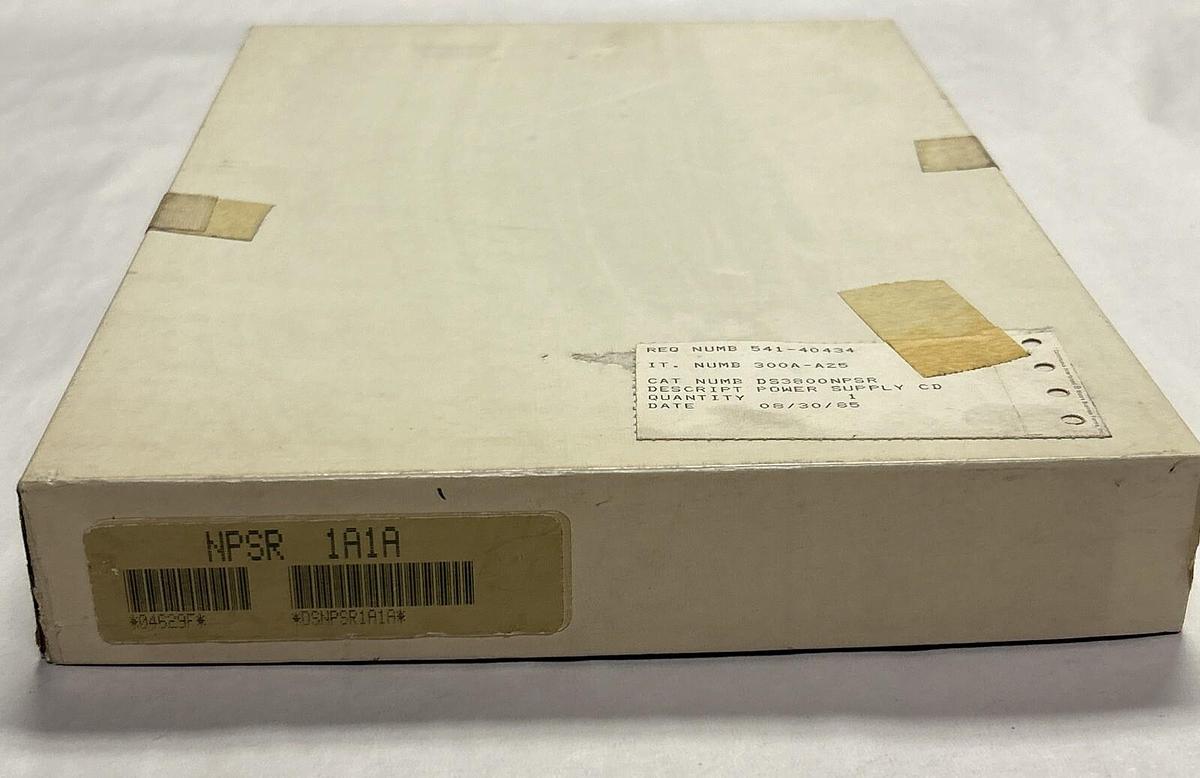 REQ NUMB 541-40434
IT. NUMB 300A-A25
CAT NUMB DS3800NPSR
DESCRIPT POWER SUPPLY CD
QUANTITY 1
DATE 08/30/85
NPSR 1A1A
*04629F* *DSNPSR1A1A*